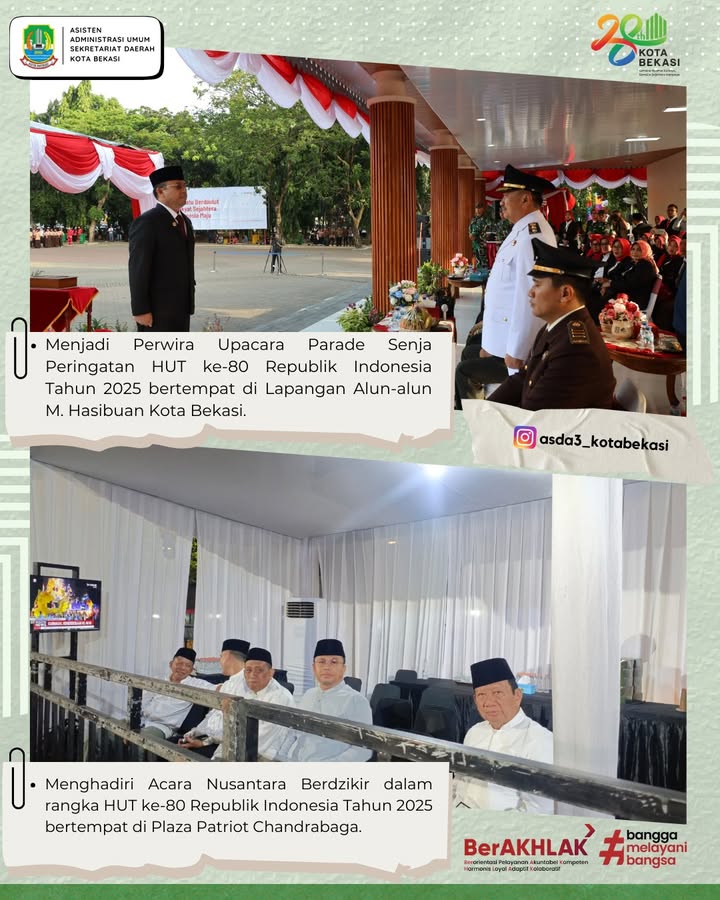 ASISTEN
ADMINISTRASI UMUM
SEKRETARIAT DAERAH
KOTA BEKASI
28th
KOTA
BEKASI
Menjadi Perwira Upacara Parade Senja
Peringatan HUT ke-80 Republik Indonesia
Tahun 2025 bertempat di Lapangan Alun-alun
M. Hasibuan Kota Bekasi.
asda3_kotabekasi
Menghadiri Acara Nusantara Berdzikir dalam
rangka HUT ke-80 Republik Indonesia Tahun 2025
bertempat di Plaza Patriot Chandrabaga.
BerAKHLAK
Berorientasi Pelayanan Akuntabel Kompeten
Harmonis Loyal Adaptif Kolaboratif
#bangga
melayani
bangsa